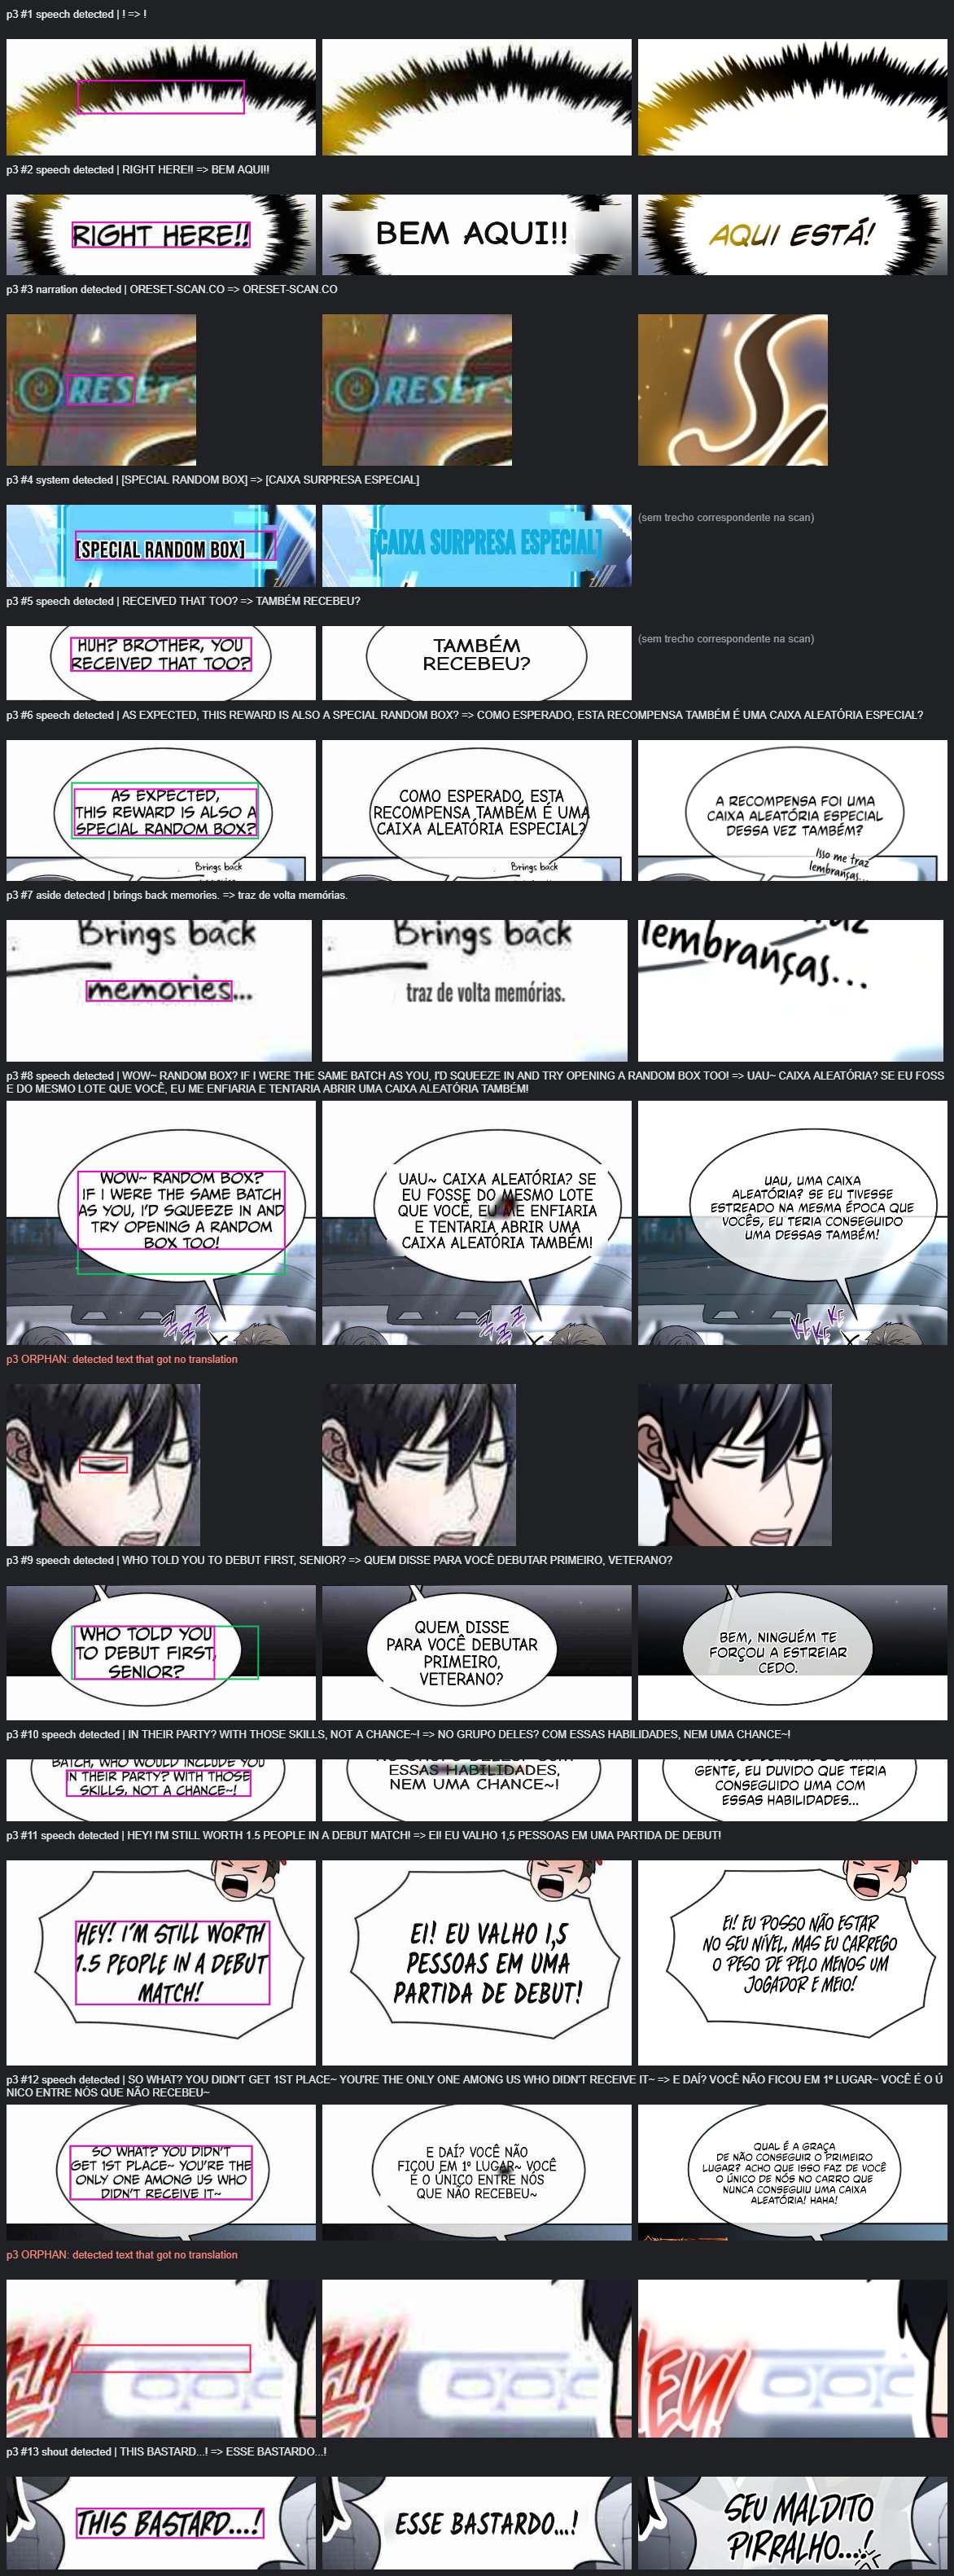 p3 #1 speech detected | ! => !
p3 #2 speech detected | RIGHT HERE!! => BEM AQUI!!
RIGHT HERE!!
BEM AQUI!!
AQUI ESTÁ!
p3 #3 narration detected | ORESET-SCAN.CO => ORESET-SCAN.CO
RESET-S
RESET-S
p3 #4 system detected | [SPECIAL RANDOM BOX] => [CAIXA SURPRESA ESPECIAL]
[SPECIAL RANDOM BOX]
[CAIXA SURPRESA ESPECIAL]
(sem trecho correspondente na scan)
p3 #5 speech detected | RECEIVED THAT TOO? => TAMBÉM RECEBEU?
HUH? BROTHER, YOU
RECEIVED THAT TOO?
TAMBÉM
RECEBEU?
(sem trecho correspondente na scan)
p3 #6 speech detected | AS EXPECTED, THIS REWARD IS ALSO A SPECIAL RANDOM BOX? => COMO ESPERADO, ESTA RECOMPENSA TAMBÉM É UMA CAIXA ALEATÓRIA ESPECIAL?
AS EXPECTED,
THIS REWARD IS ALSO A
SPECIAL RANDOM BOX?
Brings back
COMO ESPERADO, ESTA
RECOMPENSA TAMBÉM É UMA
CAIXA ALEATÓRIA ESPECIAL?
Brings back
A RECOMPENSA FOI UMA
CAIXA ALEATÓRIA ESPECIAL
DESSA VEZ TAMBÉM?
Isso me traz
lembranças...
p3 #7 aside detected | brings back memories. => traz de volta memórias.
Brings back
memories...
Brings back
traz de volta memórias.
lembranças...
p3 #8 speech detected | WOW~ RANDOM BOX? IF I WERE THE SAME BATCH AS YOU, I'D SQUEEZE IN AND TRY OPENING A RANDOM BOX TOO! => UAU~ CAIXA ALEATÓRIA? SE EU FOSS
E DO MESMO LOTE QUE VOCÊ, EU ME ENFIARIA E TENTARIA ABRIR UMA CAIXA ALEATÓRIA TAMBÉM!
WOW~ RANDOM BOX?
IF I WERE THE SAME BATCH
AS YOU, I'D SQUEEZE IN AND
TRY OPENING A RANDOM
BOX TOO!
ZZZZ
UAU~ CAIXA ALEATÓRIA? SE
EU FOSSE DO MESMO LOTE
QUE VOCÊ, EU ME ENFIARIA
E TENTARIA ABRIR UMA
CAIXA ALEATÓRIA TAMBÉM!
ZZZZ
UAU, UMA CAIXA
ALEATÓRIA? SE EU TIVESSE
ESTREADO NA MESMA ÉPOCA QUE
VOCÊS, EU TERIA CONSEGUIDO
UMA DESSAS TAMBÉM!
KEKEKEKE
p3 ORPHAN: detected text that got no translation
p3 #9 speech detected | WHO TOLD YOU TO DEBUT FIRST, SENIOR? => QUEM DISSE PARA VOCÊ DEBUTAR PRIMEIRO, VETERANO?
WHO TOLD YOU
TO DEBUT FIRST,
SENIOR?
QUEM DISSE
PARA VOCÊ DEBUTAR
PRIMEIRO,
VETERANO?
BEM, NINGUÉM TE
FORÇOU A ESTREIAR
CEDO.
p3 #10 speech detected | IN THEIR PARTY? WITH THOSE SKILLS, NOT A CHANCE~! => NO GRUPO DELES? COM ESSAS HABILIDADES, NEM UMA CHANCE~!
BATCH, WHO WOULD INCLUDE YOU
IN THEIR PARTY? WITH THOSE
SKILLS, NOT A CHANCE~!
NO GRUPO DELES? COM
ESSAS HABILIDADES,
NEM UMA CHANCE~!
GENTE, EU DUVIDO QUE TERIA
CONSEGUIDO UMA COM
ESSAS HABILIDADES...
p3 #11 speech detected | HEY! I'M STILL WORTH 1.5 PEOPLE IN A DEBUT MATCH! => EI! EU VALHO 1,5 PESSOAS EM UMA PARTIDA DE DEBUT!
HEY! I'M STILL WORTH
1.5 PEOPLE IN A DEBUT
MATCH!
EI! EU VALHO 1,5
PESSOAS EM UMA
PARTIDA DE DEBUT!
EI! EU POSSO NÃO ESTAR
NO SEU NÍVEL, MAS EU CARREGO
O PESO DE PELO MENOS UM
JOGADOR E MEIO!
p3 #12 speech detected | SO WHAT? YOU DIDN'T GET 1ST PLACE~ YOU'RE THE ONLY ONE AMONG US WHO DIDN'T RECEIVE IT~ => E DAÍ? VOCÊ NÃO FICOU EM 1º LUGAR~ VOCÊ É O Ú
NICO ENTRE NÓS QUE NÃO RECEBEU~
SO WHAT? YOU DIDN'T
GET 1ST PLACE~ YOU'RE THE
ONLY ONE AMONG US WHO
DIDN'T RECEIVE IT~
E DAÍ? VOCÊ NÃO
FICOU EM 1º LUGAR~ VOCÊ
É O ÚNICO ENTRE NÓS
QUE NÃO RECEBEU~
QUAL É A GRAÇA
DE NÃO CONSEGUIR O PRIMEIRO
LUGAR? ACHO QUE ISSO FAZ DE VOCÊ
O ÚNICO DE NÓS NO CARRO QUE
NUNCA CONSEGUIU UMA CAIXA
ALEATÓRIA! HAHA!
p3 ORPHAN: detected text that got no translation
EY!
p3 #13 shout detected | THIS BASTARD...! => ESSE BASTARDO...!
THIS BASTARD...!
ESSE BASTARDO...!
SEU MALDITO
PIRRALHO...!